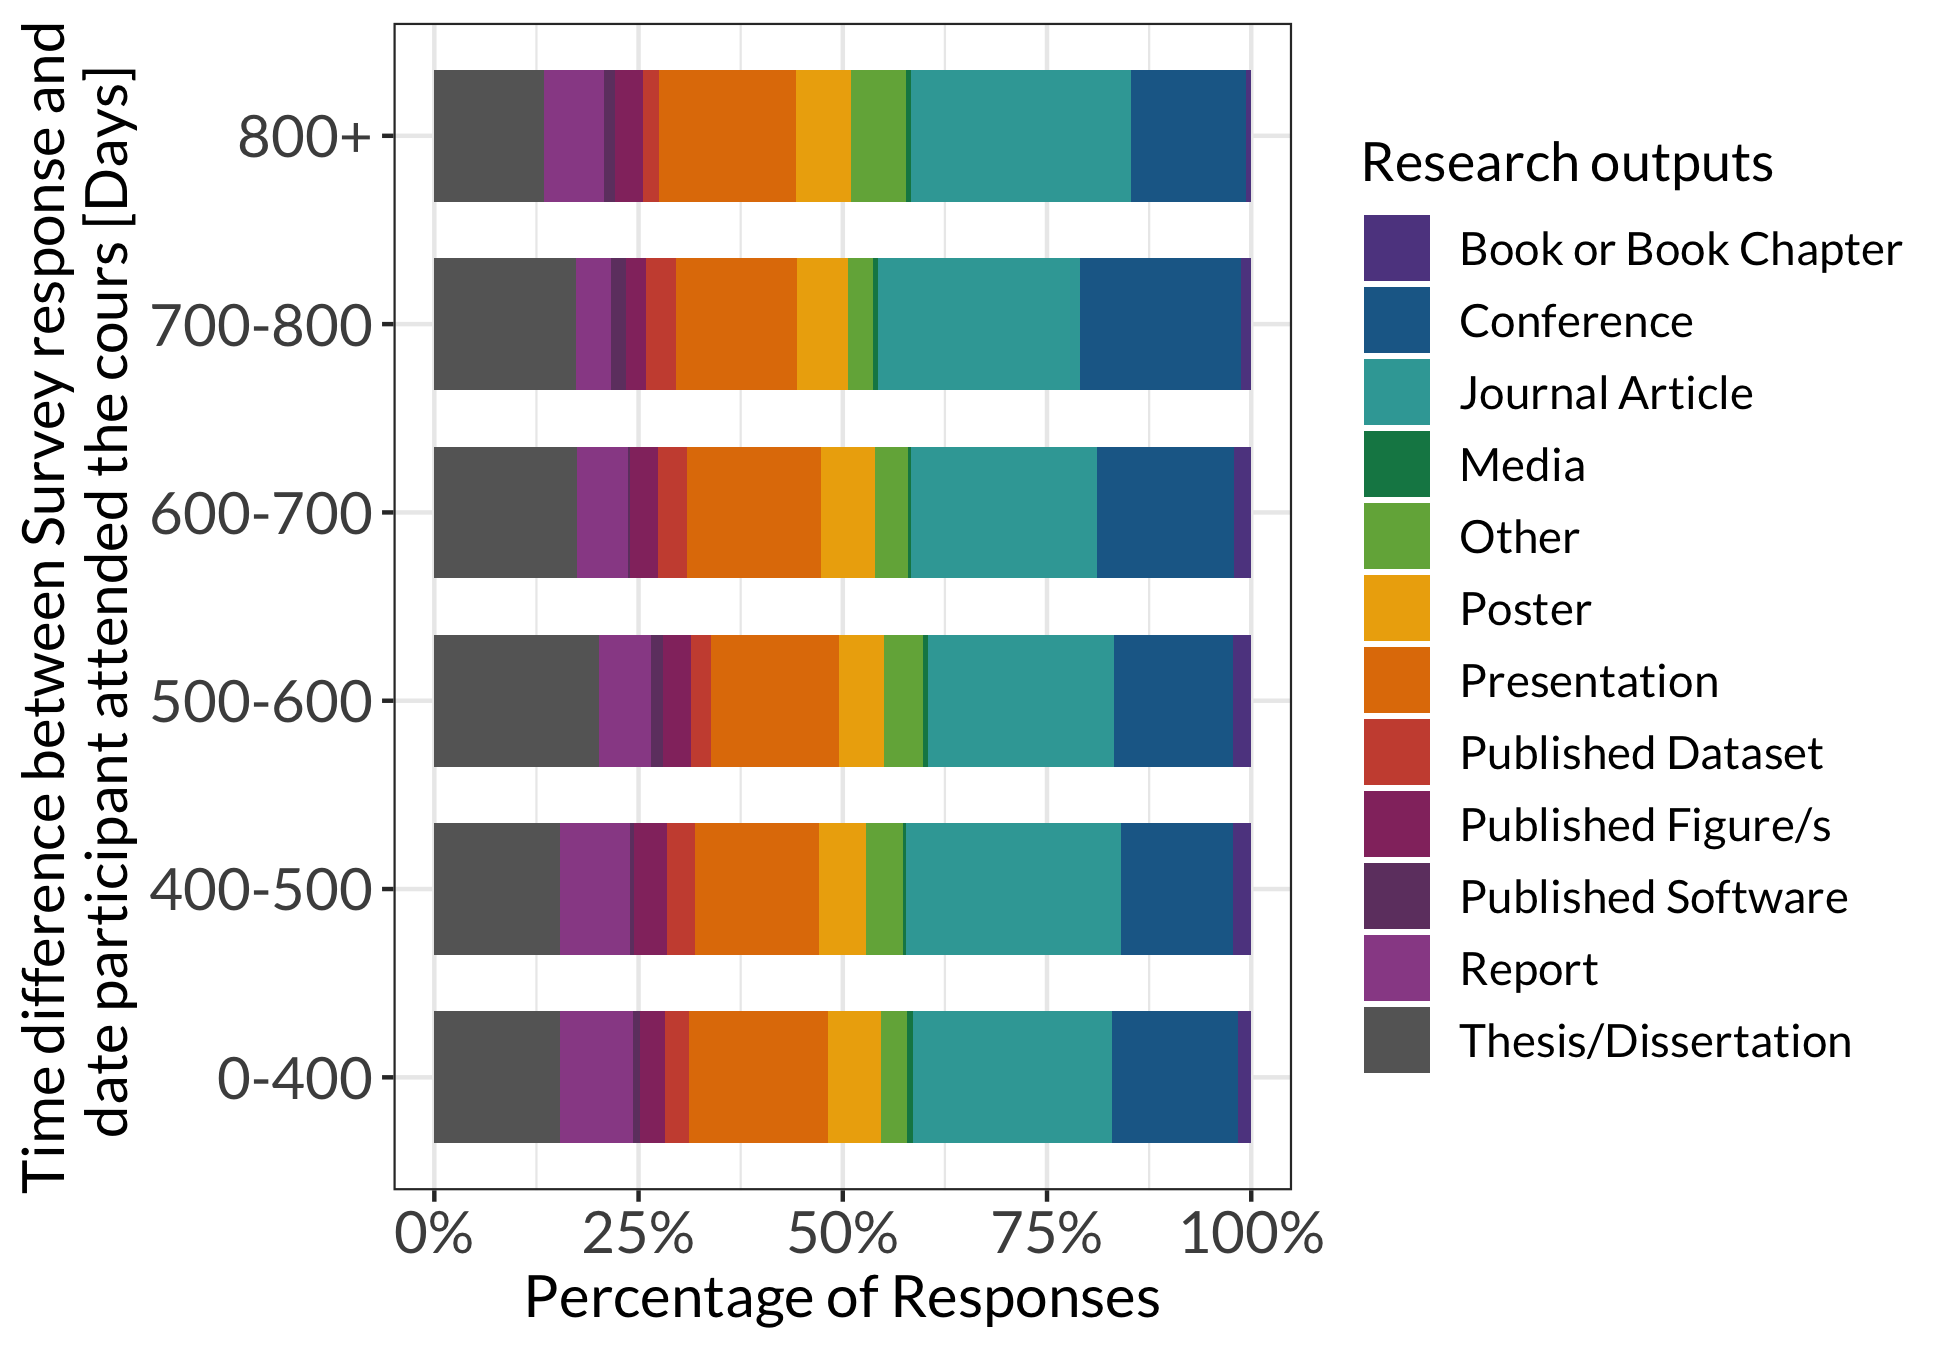 Time difference between Survey response and
date participant attended the cours [Days]
800+
700-800
600-700
500-600
400-500
0-400
0%
25%
50%
75%
100%
Percentage of Responses
Research outputs
Book or Book Chapter
Conference
Journal Article
Media
Other
Poster
Presentation
Published Dataset
Published Figure/s
Published Software
Report
Thesis/Dissertation